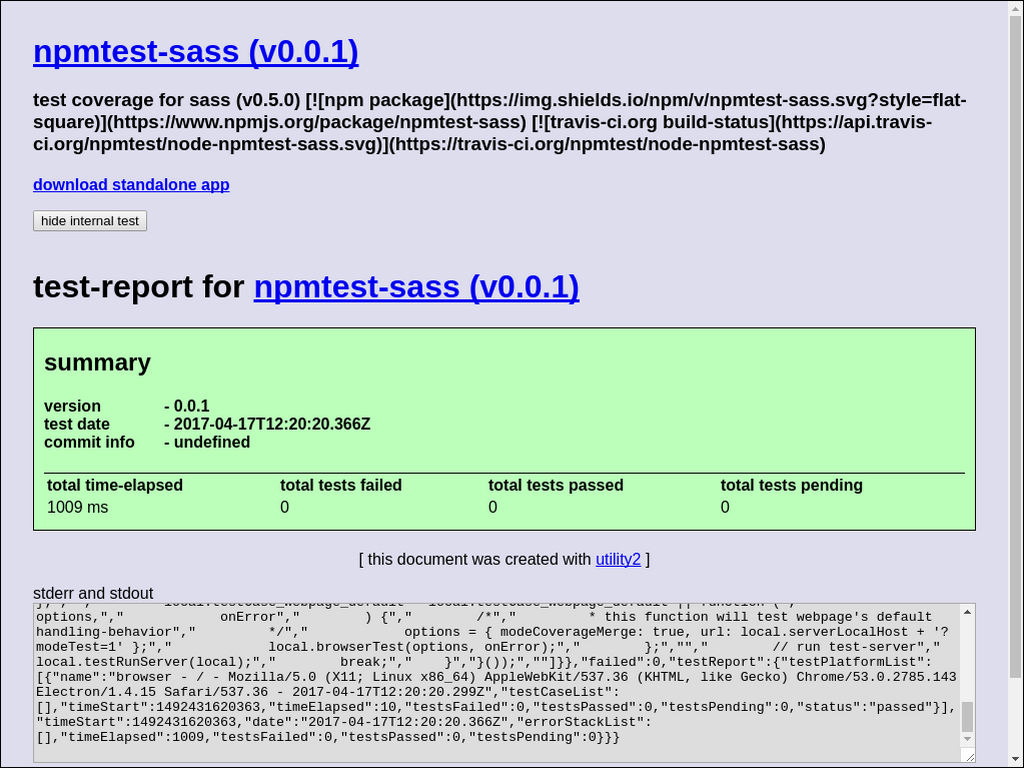 npmtest-sass (v0.0.1)
test coverage for sass (v0.5.0) [![npm package](https://img.shields.io/npm/v/npmtest-sass.svg?style=flat-
square)](https://www.npmjs.org/package/npmtest-sass) [![travis-ci.org build-status](https://api.travis-
ci.org/npmtest/node-npmtest-sass.svg)](https://travis-ci.org/npmtest/node-npmtest-sass)
download standalone app
hide internal test
test-report for npmtest-sass (v0.0.1)
summary
version - 0.0.1
test date - 2017-04-17T12:20:20.366Z
commit info - undefined
total time-elapsed total tests failed total tests passed total tests pending
1009 ms 0 0 0
[ this document was created with utility2 ]
stderr and stdout
options,","            onError","        ) {","        /*","         * this function will test webpage's default
handling-behavior","         */","            options = { modeCoverageMerge: true, url: local.serverLocalHost + '?
modeTest=1' };","            local.browserTest(options, onError);","        };","","        // run test-server","
local.testRunServer(local);","        break;","    }","}());",""]}},"failed":0,"testReport":{"testPlatformList":
[{"name":"browser - / - Mozilla/5.0 (X11; Linux x86_64) AppleWebKit/537.36 (KHTML, like Gecko) Chrome/53.0.2785.143
Electron/1.4.15 Safari/537.36 - 2017-04-17T12:20:20.299Z","testCaseList":
[],"timeStart":1492431620363,"timeElapsed":10,"testsFailed":0,"testsPassed":0,"testsPending":0,"status":"passed"}],
"timeStart":1492431620363,"date":"2017-04-17T12:20:20.366Z","errorStackList":
[],"timeElapsed":1009,"testsFailed":0,"testsPassed":0,"testsPending":0}}}